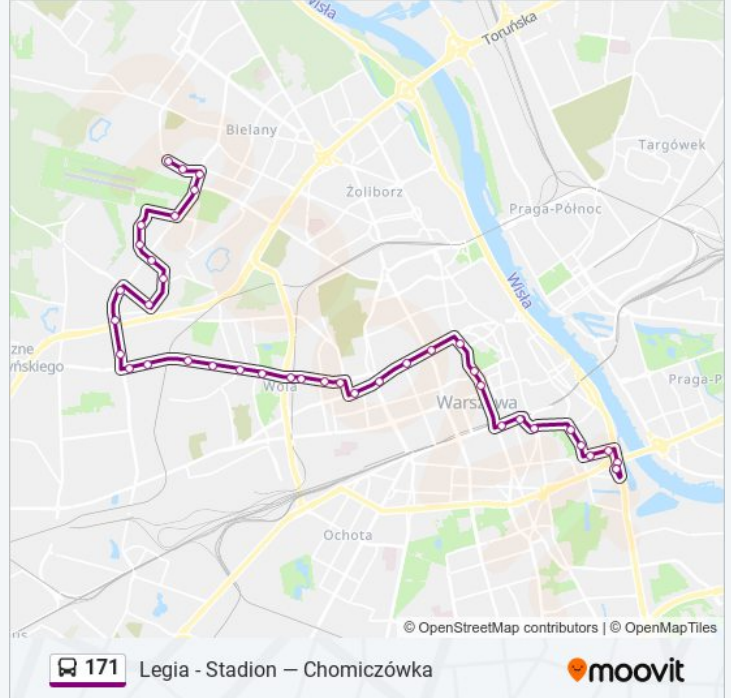 Wisła
Toruńska
Bielany
Targówek
Żoliborz
Praga-Północ
Wisła
zne
yńskiego
Praga-P
Wola
Warszawa
Ochota
us
© OpenStreetMap contributors | © OpenMapTiles
171 Legia - Stadion — Chomiczówka moovit